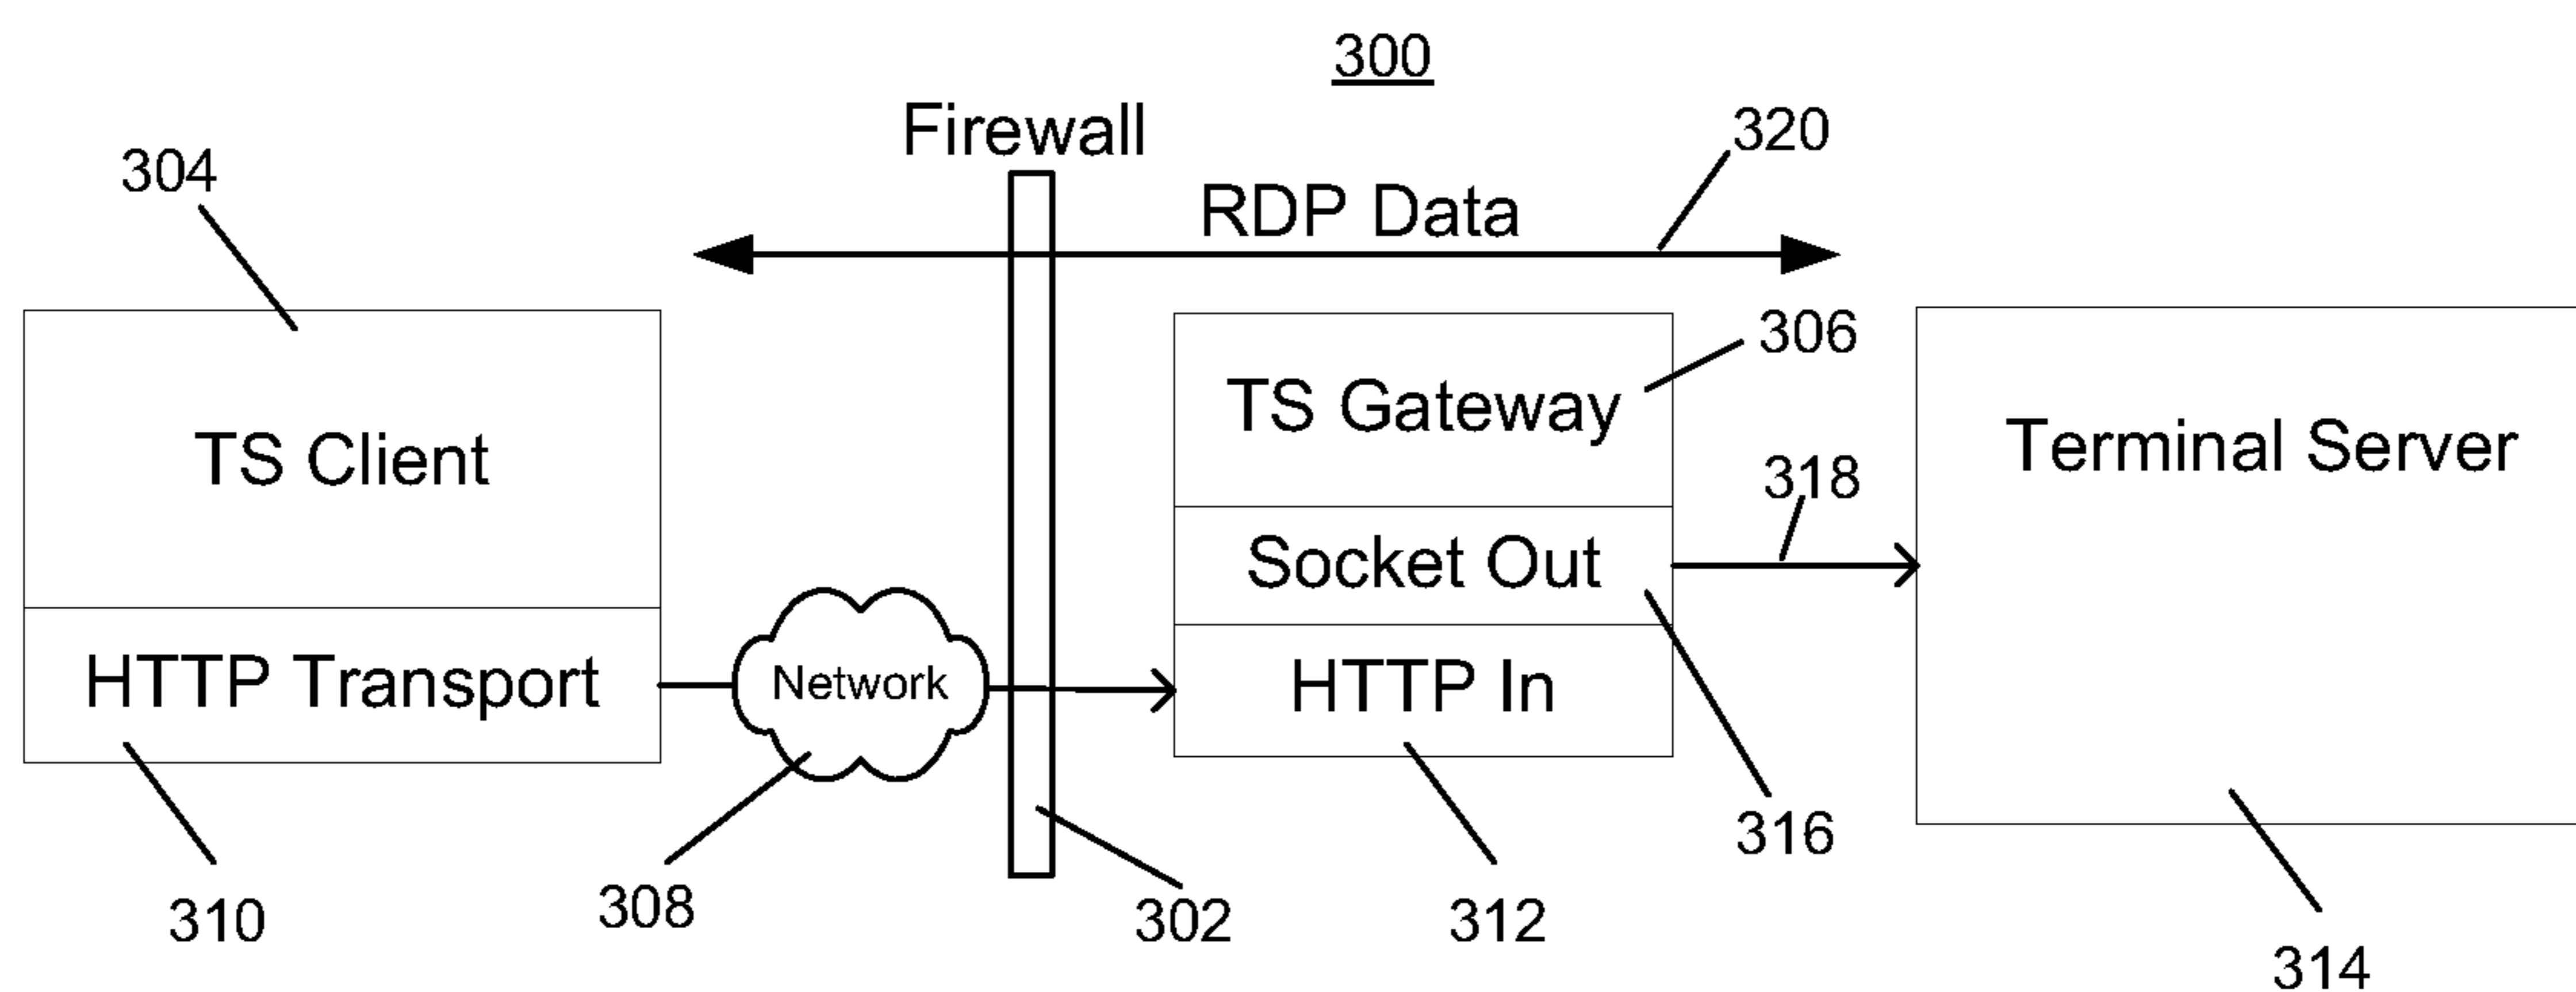 300
Firewall
320
304
RDP Data
306
TS Gateway
TS Client
Terminal Server
318
Socket Out
HTTP Transport
Network
HTTP In
316
310
308
302
312
314